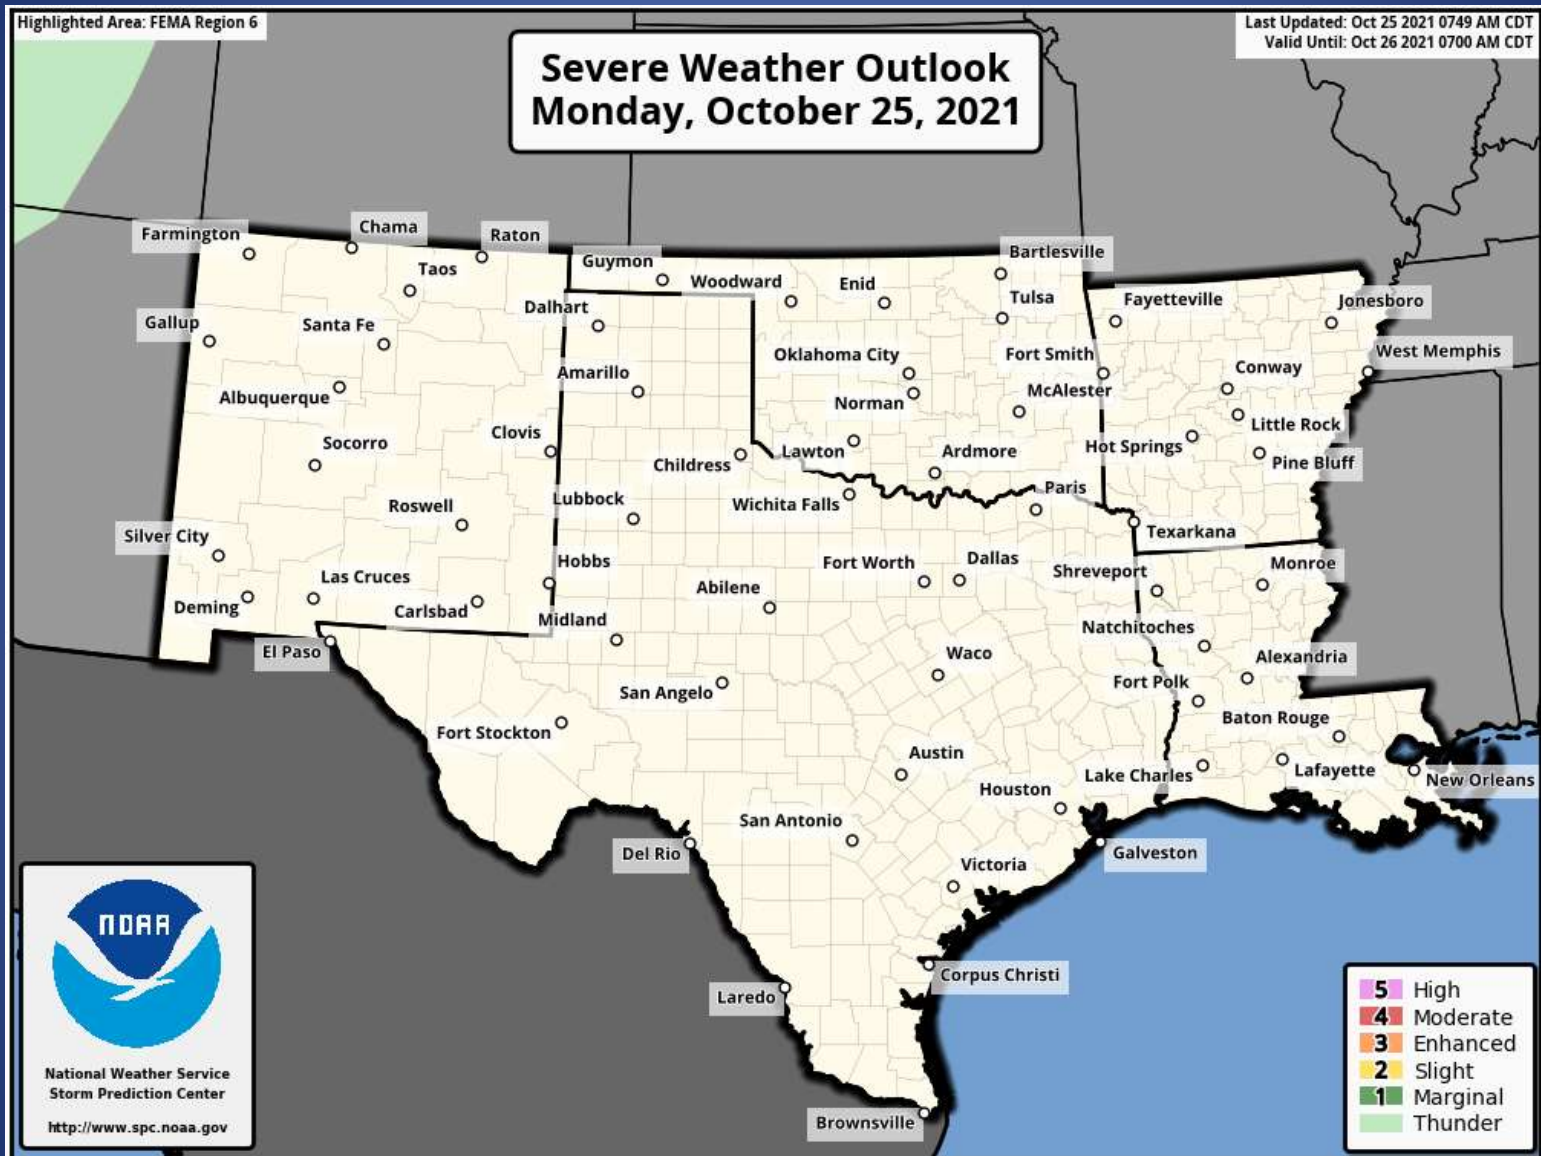 Highlighted Area: FEMA Region 6
Last Updated: Oct 25 2021 0749 AM CDT
Valid Until: Oct 26 2021 0700 AM CDT
Severe Weather Outlook
Monday, October 25, 2021
Farmington
Chama
Raton
Taos
Guymon
Woodward
Enid
Bartlesville
Tulsa
Fayetteville
Jonesboro
Gallup
Santa Fe
Dalhart
Oklahoma City
Fort Smith
Conway
West Memphis
Albuquerque
Amarillo
Norman
McAlester
Little Rock
Socorro
Clovis
Childress
Lawton
Ardmore
Hot Springs
Pine Bluff
Roswell
Lubbock
Wichita Falls
Paris
Texarkana
Silver City
Las Cruces
Hobbs
Fort Worth
Dallas
Shreveport
Monroe
Deming
Carlsbad
Midland
Abilene
Natchitoches
El Paso
San Angelo
Waco
Fort Polk
Alexandria
Fort Stockton
Austin
Baton Rouge
Houston
Lake Charles
Lafayette
New Orleans
San Antonio
Del Rio
Victoria
Galveston
Laredo
Corpus Christi
Brownsville
NOAA
National Weather Service
Storm Prediction Center
http://www.spc.noaa.gov
5 High
4 Moderate
3 Enhanced
2 Slight
1 Marginal
Thunder